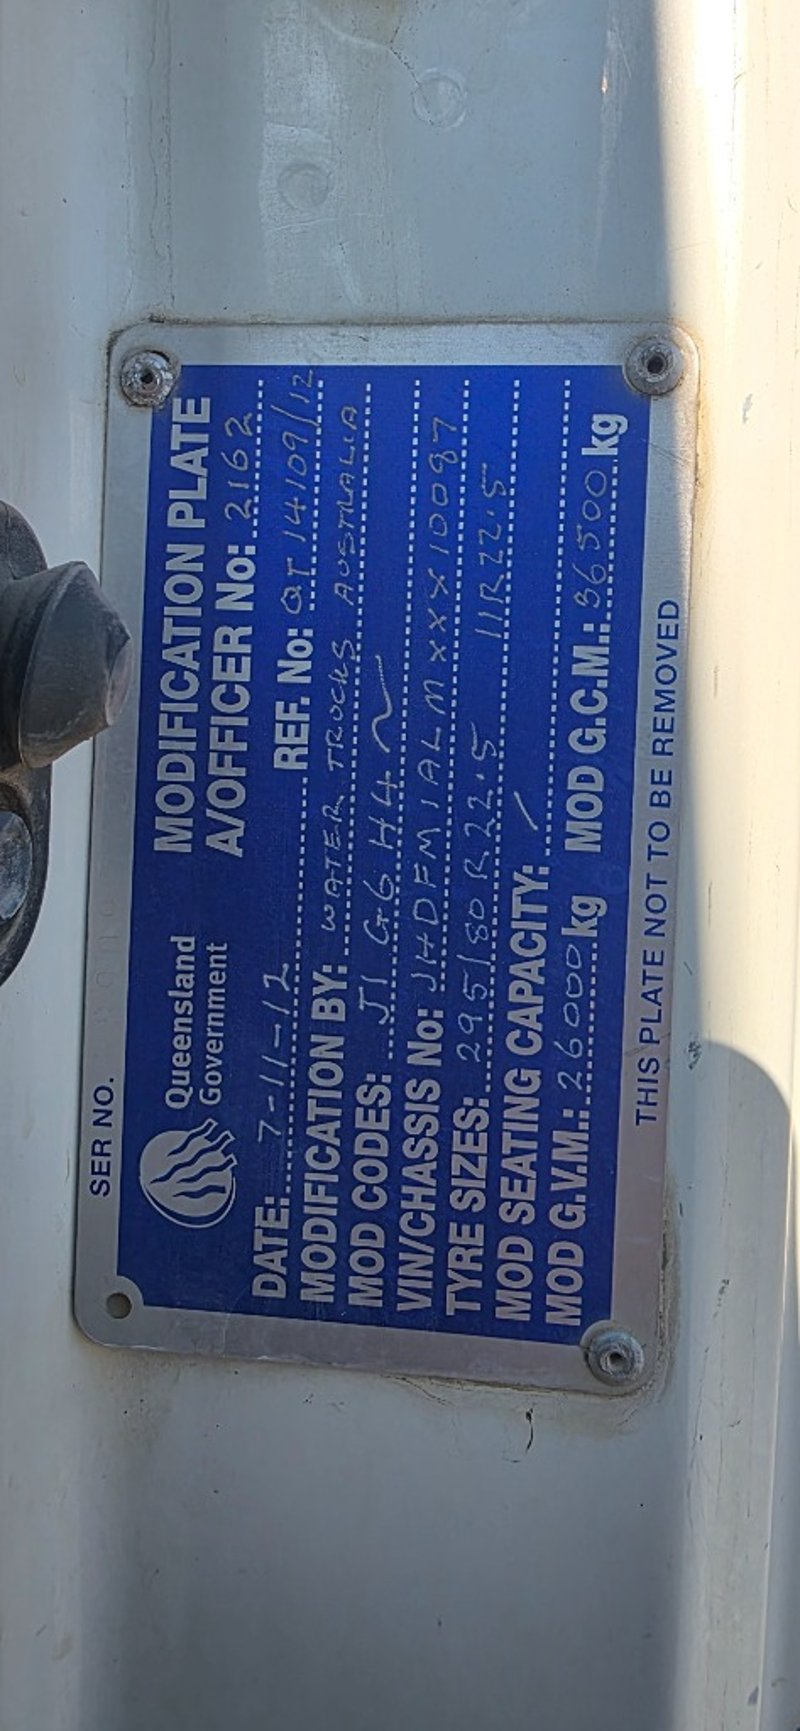 SER NO.
Queensland Government
MODIFICATION PLATE
A/OFFICER No: 2162
DATE: 7-11-12 REF. No: QT 14109/12
MODIFICATION BY: WATER TRUCKS AUSTRALIA
MOD CODES: J1 G6 H4
VIN/CHASSIS No: JHDFM1ALMXXX10087
TYRE SIZES: 295/80R22.5 11R22.5
MOD SEATING CAPACITY: /
MOD G.V.M.: 26000 kg MOD G.C.M.: 36500 kg
THIS PLATE NOT TO BE REMOVED